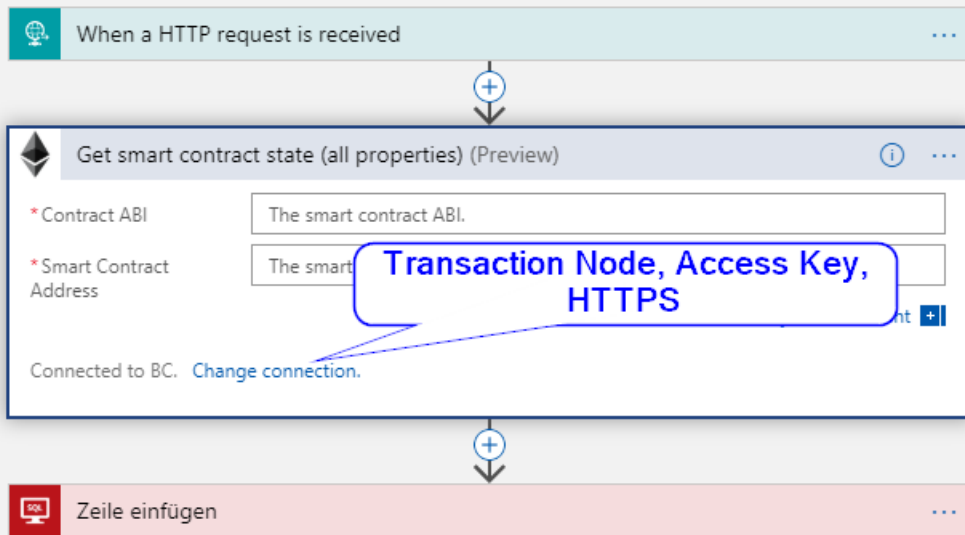 When a HTTP request is received
Get smart contract state (all properties) (Preview)
*Contract ABI
The smart contract ABI.
*Smart Contract
Address
The smart
Transaction Node, Access Key,
HTTPS
Connected to BC. Change connection.
SQL
Zeile einfügen